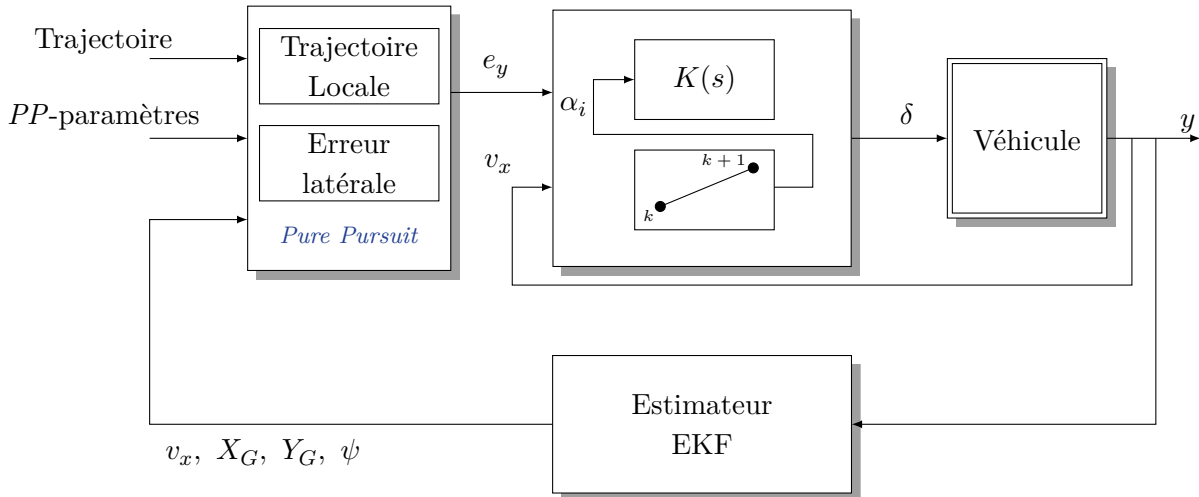 Trajectoire
PP-paramètres
Trajectoire
Locale
Erreur
latérale
Pure Pursuit
e_y
v_x
α_i
K(s)
k + 1
k
δ
Véhicule
y
Estimateur
EKF
v_x, X_G, Y_G, ψ